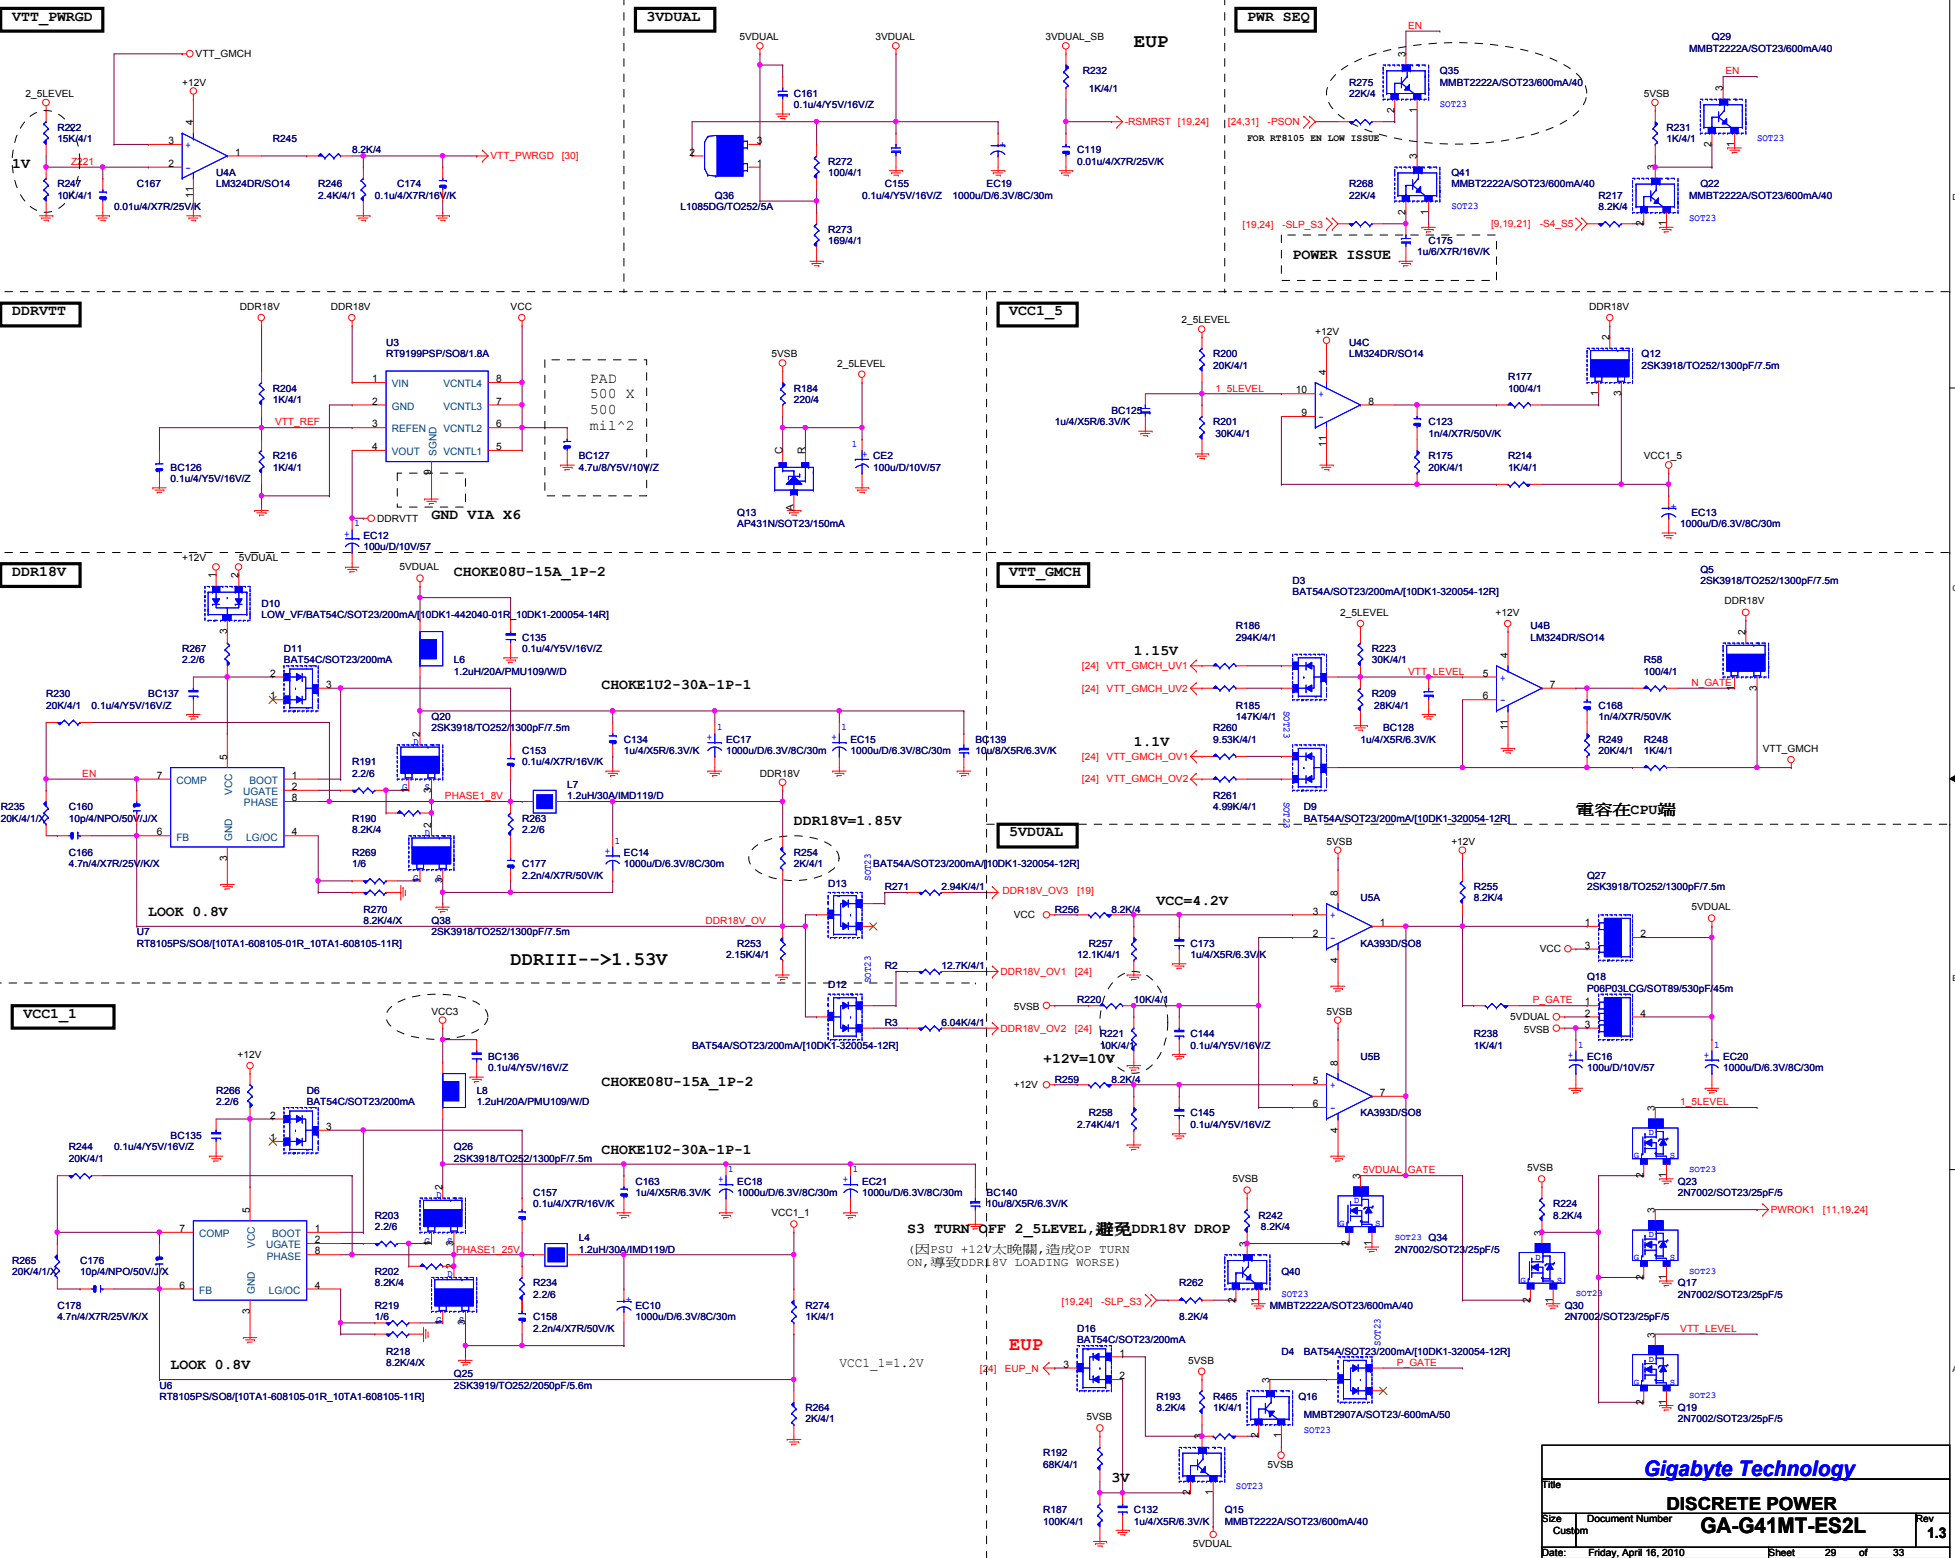 VTT_PWRGD
VTT_GMCH
+12V
2_5LEVEL
R222
15K/4/1
1V
Z221
R247
10K/4/1
C167
0.01u/4/X7R/25V/K
U4A
LM324DR/SO14
R245
8.2K/4
R246
2.4K/4/1
C174
0.1u/4/X7R/16V/K
VTT_PWRGD [30]
3VDUAL
5VDUAL
3VDUAL
3VDUAL_SB
EUP
C161
0.1u/4/Y5V/16V/Z
R232
1K/4/1
-RSMRST [19,24]
Q36
L1085DG/TO252/5A
R272
100/4/1
R273
169/4/1
C155
0.1u/4/Y5V/16V/Z
EC19
1000u/D/6.3V/8C/30m
C119
0.01u/4/X7R/25V/K
PWR SEQ
EN
Q35
MMBT2222A/SOT23/600mA/40
SOT23
R275
22K/4
[24,31] -PSON
FOR RT8105 EN LOW ISSUE
R268
22K/4
Q41
MMBT2222A/SOT23/600mA/40
SOT23
[19,24] -SLP_S3
POWER ISSUE
C175
1u/6/X7R/16V/K
Q29
MMBT2222A/SOT23/600mA/40
EN
5VSB
R231
1K/4/1
SOT23
R217
8.2K/4
Q22
MMBT2222A/SOT23/600mA/40
SOT23
[9,19,21] -S4_S5
DDRVTT
DDR18V
DDR18V
VCC
U3
RT9199PSP/SO8/1.8A
R204
1K/4/1
VTT_REF
R216
1K/4/1
BC126
0.1u/4/Y5V/16V/Z
1 VIN VCNTL4 8
2 GND VCNTL3 7
3 REFEN VCNTL2 6
4 VOUT VCNTL1 5
SGND
9
PAD
500 X
500
mil^2
BC127
4.7u/8/Y5V/10V/Z
GND VIA X6
DDRVTT
EC12
100u/D/10V/57
5VSB
2_5LEVEL
R184
220/4
C R
A
CE2
100u/D/10V/57
Q13
AP431N/SOT23/150mA
VCC1_5
2_5LEVEL
+12V
R200
20K/4/1
1_5LEVEL
BC125
1u/4/X5R/6.3V/K
R201
30K/4/1
U4C
LM324DR/SO14
R177
100/4/1
C123
1n/4/X7R/50V/K
R175
20K/4/1
R214
1K/4/1
DDR18V
Q12
2SK3918/TO252/1300pF/7.5m
VCC1_5
EC13
1000u/D/6.3V/8C/30m
DDR18V
+12V
5VDUAL
5VDUAL
CHOKE08U-15A_1P-2
D10
LOW_VF/BAT54C/SOT23/200mA/[10DK1-442040-01R_10DK1-200054-14R]
R267
2.2/6
D11
BAT54C/SOT23/200mA
L6
1.2uH/20A/PMU109/W/D
C135
0.1u/4/Y5V/16V/Z
CHOKE1U2-30A-1P-1
R230
20K/4/1
BC137
0.1u/4/Y5V/16V/Z
Q20
2SK3918/TO252/1300pF/7.5m
C134
1u/4/X5R/6.3V/K
EC17
1000u/D/6.3V/8C/30m
EC15
1000u/D/6.3V/8C/30m
BC139
10u/8/X5R/6.3V/K
C153
0.1u/4/X7R/16V/K
R191
2.2/6
EN
R235
20K/4/1/X
C160
10p/4/NPO/50V/J/X
C166
4.7n/4/X7R/25V/K/X
COMP
FB
VCC
GND
BOOT
UGATE
PHASE
LG/OC
PHASE1_8V
L7
1.2uH/30A/IMD119/D
DDR18V
R190
8.2K/4
R269
1/6
R270
8.2K/4/X
R263
2.2/6
C177
2.2n/4/X7R/50V/K
EC14
1000u/D/6.3V/8C/30m
DDR18V=1.85V
R254
2K/4/1
Q38
2SK3918/TO252/1300pF/7.5m
LOOK 0.8V
U7
RT8105PS/SO8/[10TA1-608105-01R_10TA1-608105-11R]
DDRIII-->1.53V
DDR18V_OV
R253
2.15K/4/1
D13
BAT54A/SOT23/200mA/[10DK1-320054-12R]
SOT23
R271
2.94K/4/1
DDR18V_OV3 [19]
R2
12.7K/4/1
DDR18V_OV1 [24]
D12
SOT23
R3
6.04K/4/1
DDR18V_OV2 [24]
BAT54A/SOT23/200mA/[10DK1-320054-12R]
VTT_GMCH
D3
BAT54A/SOT23/200mA/[10DK1-320054-12R]
R186
294K/4/1
1.15V
[24] VTT_GMCH_UV1
[24] VTT_GMCH_UV2
R185
147K/4/1
SOT23
R260
9.53K/4/1
1.1V
[24] VTT_GMCH_OV1
[24] VTT_GMCH_OV2
R261
4.99K/4/1
SOT23
D9
BAT54A/SOT23/200mA/[10DK1-320054-12R]
2_5LEVEL
R223
30K/4/1
VTT_LEVEL
R209
28K/4/1
BC128
1u/4/X5R/6.3V/K
+12V
U4B
LM324DR/SO14
R58
100/4/1
N_GATE
C168
1n/4/X7R/50V/K
R249
20K/4/1
R248
1K/4/1
Q5
2SK3918/TO252/1300pF/7.5m
DDR18V
VTT_GMCH
電容在CPU端
5VDUAL
VCC
R256
8.2K/4
VCC=4.2V
R257
12.1K/4/1
C173
1u/4/X5R/6.3V/K
5VSB
U5A
KA393D/SO8
+12V
R255
8.2K/4
Q27
2SK3918/TO252/1300pF/7.5m
5VDUAL
VCC
Q18
P06P03LCG/SOT89/530pF/45m
P_GATE
5VDUAL
5VSB
R238
1K/4/1
EC16
100u/D/10V/57
EC20
1000u/D/6.3V/8C/30m
5VSB
R220
10K/4/1
R221
10K/4/1
C144
0.1u/4/Y5V/16V/Z
+12V=10V
+12V
R259
8.2K/4
R258
2.74K/4/1
C145
0.1u/4/Y5V/16V/Z
5VSB
U5B
KA393D/SO8
5VDUAL_GATE
VCC1_1
VCC3
BC136
0.1u/4/Y5V/16V/Z
L8
1.2uH/20A/PMU109/W/D
CHOKE08U-15A_1P-2
+12V
R266
2.2/6
D6
BAT54C/SOT23/200mA
BC135
0.1u/4/Y5V/16V/Z
R244
20K/4/1
Q26
2SK3918/TO252/1300pF/7.5m
CHOKE1U2-30A-1P-1
C163
1u/4/X5R/6.3V/K
EC18
1000u/D/6.3V/8C/30m
EC21
1000u/D/6.3V/8C/30m
BC140
10u/8/X5R/6.3V/K
C157
0.1u/4/X7R/16V/K
R203
2.2/6
R265
20K/4/1/X
C176
10p/4/NPO/50V/J/X
C178
4.7n/4/X7R/25V/K/X
COMP
FB
VCC
GND
BOOT
UGATE
PHASE
LG/OC
PHASE1_25V
L4
1.2uH/30A/IMD119/D
VCC1_1
R202
8.2K/4
R219
1/6
R218
8.2K/4/X
R234
2.2/6
C158
2.2n/4/X7R/50V/K
EC10
1000u/D/6.3V/8C/30m
R274
1K/4/1
R264
2K/4/1
VCC1_1=1.2V
Q25
2SK3919/TO252/2050pF/5.6m
LOOK 0.8V
U6
RT8105PS/SO8/[10TA1-608105-01R_10TA1-608105-11R]
S3 TURN OFF 2_5LEVEL,避免DDR18V DROP
(因PSU +12V太晚關,造成OP TURN
ON,導致DDR18V LOADING WORSE)
5VSB
R242
8.2K/4
Q34
2N7002/SOT23/25pF/5
SOT23
Q40
MMBT2222A/SOT23/600mA/40
SOT23
R262
8.2K/4
[19,24] -SLP_S3
5VSB
R224
8.2K/4
Q30
2N7002/SOT23/25pF/5
1_5LEVEL
SOT23
Q23
2N7002/SOT23/25pF/5
PWROK1 [11,19,24]
SOT23
Q17
2N7002/SOT23/25pF/5
VTT_LEVEL
SOT23
Q19
2N7002/SOT23/25pF/5
EUP
[24] EUP_N
D16
BAT54C/SOT23/200mA
5VSB
R193
8.2K/4
R465
1K/4/1
Q16
MMBT2907A/SOT23/-600mA/50
SOT23
5VSB
D4 BAT54A/SOT23/200mA/[10DK1-320054-12R]
SOT23
P_GATE
5VSB
R192
68K/4/1
3V
R187
100K/4/1
C132
1u/4/X5R/6.3V/K
Q15
MMBT2222A/SOT23/600mA/40
SOT23
5VDUAL
Gigabyte Technology
Title
DISCRETE POWER
Size
Custom
Document Number
GA-G41MT-ES2L
Rev
1.3
Date: Friday, April 16, 2010 Sheet 29 of 33